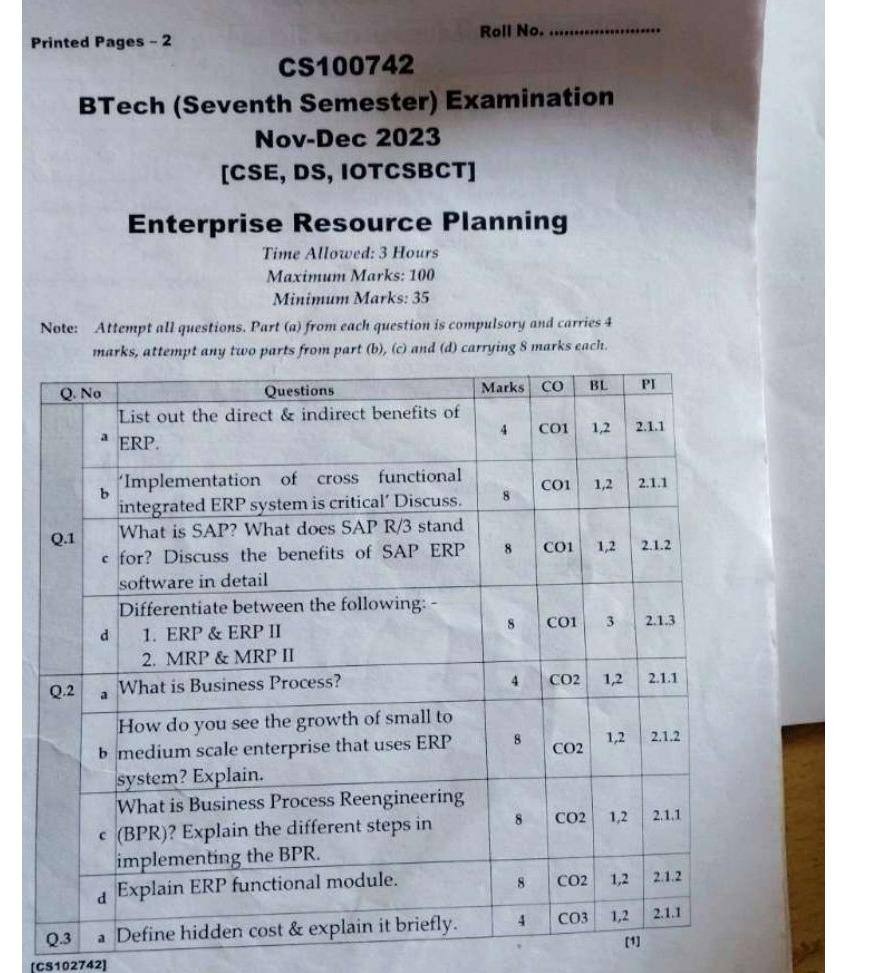 Printed Pages - 2
Roll No. ........................
CS100742
BTech (Seventh Semester) Examination
Nov-Dec 2023
[CSE, DS, IOTCSBCT]
Enterprise Resource Planning
Time Allowed: 3 Hours
Maximum Marks: 100
Minimum Marks: 35
Note: Attempt all questions. Part (a) from each question is compulsory and carries 4
marks, attempt any two parts from part (b), (c) and (d) carrying 8 marks each.
Q. No Questions Marks CO BL PI
List out the direct & indirect benefits of
a ERP. 4 CO1 1,2 2.1.1
'Implementation of cross functional
b integrated ERP system is critical' Discuss. 8 CO1 1,2 2.1.1
What is SAP? What does SAP R/3 stand
Q.1 c for? Discuss the benefits of SAP ERP 8 CO1 1,2 2.1.2
software in detail
Differentiate between the following: -
d 1. ERP & ERP II 8 CO1 3 2.1.3
2. MRP & MRP II
Q.2 a What is Business Process? 4 CO2 1,2 2.1.1
How do you see the growth of small to
b medium scale enterprise that uses ERP 8 CO2 1,2 2.1.2
system? Explain.
What is Business Process Reengineering
c (BPR)? Explain the different steps in 8 CO2 1,2 2.1.1
implementing the BPR.
d Explain ERP functional module. 8 CO2 1,2 2.1.2
Q.3 a Define hidden cost & explain it briefly. 4 CO3 1,2 2.1.1
[1]
[CS102742]